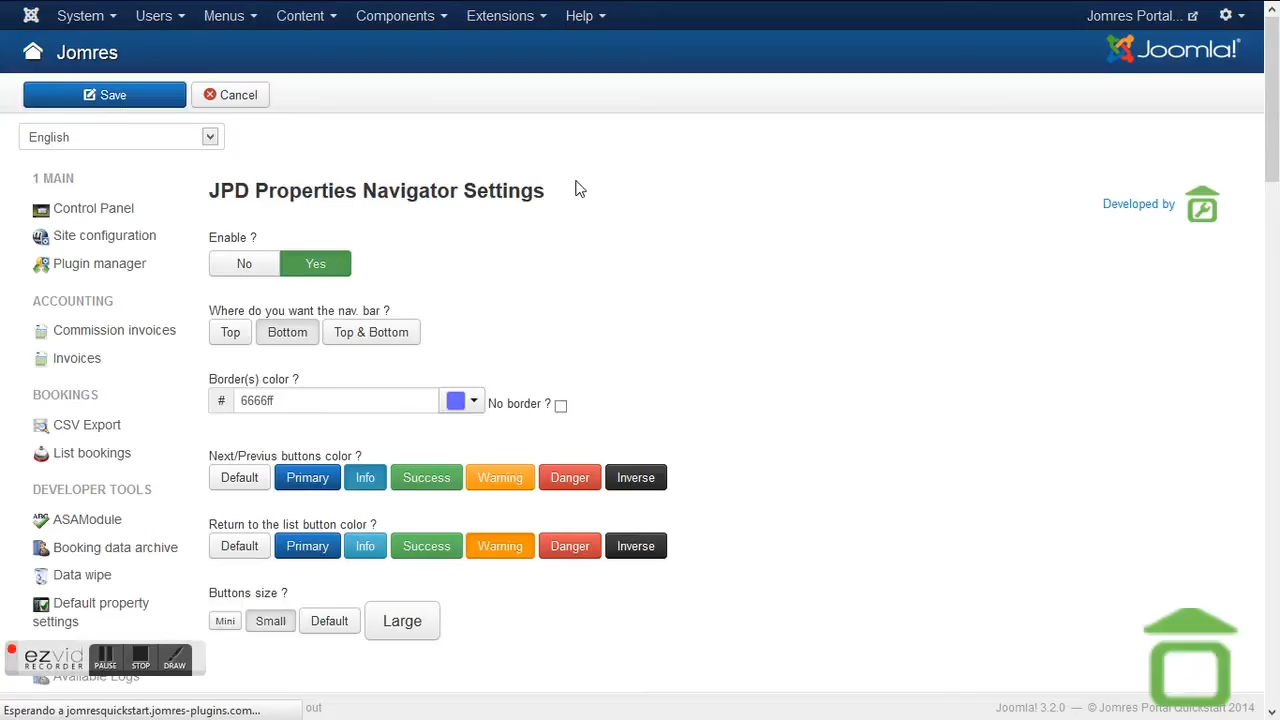 System Users Menus Content Components Extensions Help Jomres Portal...
Jomres Joomla!®
Save Cancel
English
1 MAIN
Control Panel
Site configuration
Plugin manager
ACCOUNTING
Commission invoices
Invoices
BOOKINGS
CSV Export
List bookings
DEVELOPER TOOLS
ASAModule
Booking data archive
Data wipe
Default property
settings
Available Logs
JPD Properties Navigator Settings
Developed by
Enable ?
No Yes
Where do you want the nav. bar ?
Top Bottom Top & Bottom
Border(s) color ?
# 6666ff No border ?
Next/Previus buttons color ?
Default Primary Info Success Warning Danger Inverse
Return to the list button color ?
Default Primary Info Success Warning Danger Inverse
Buttons size ?
Mini Small Default Large
ezvid
RECORDER
PAUSE STOP DRAW
Esperando a jomresquickstart.jomres-plugins.com...
out
Joomla! 3.2.0 — © Jomres Portal Quickstart 2014